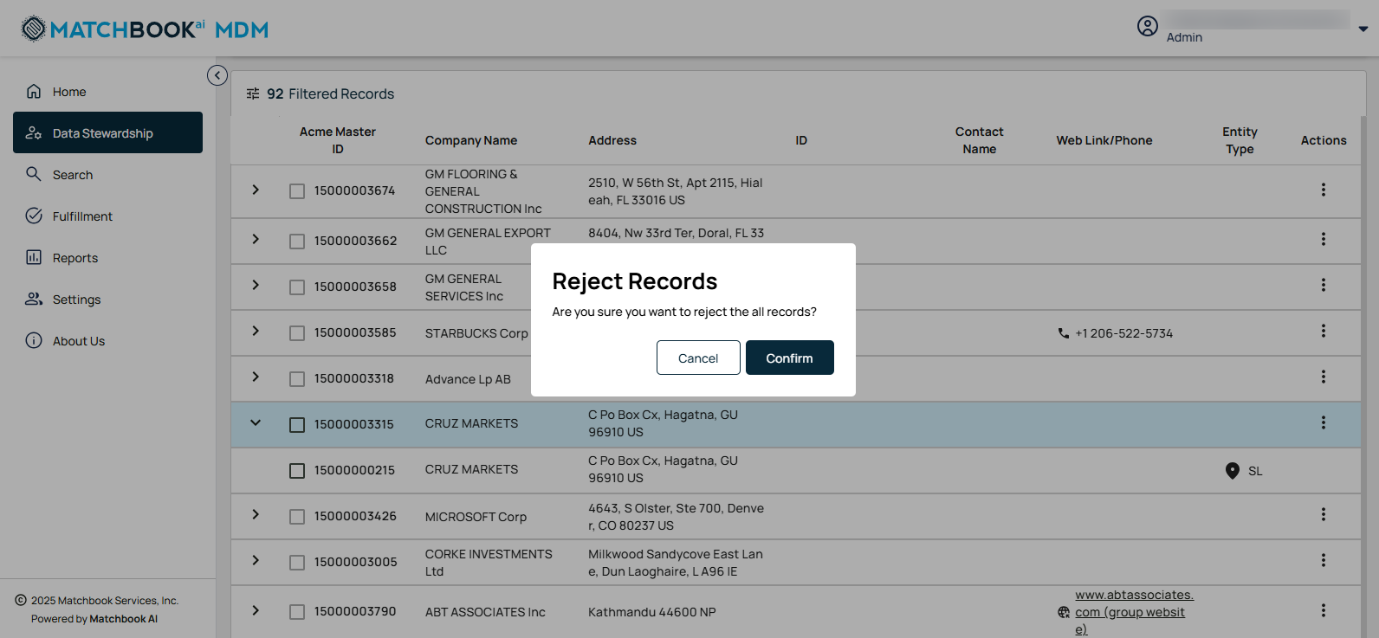 MATCHBOOK ai MDM
Admin
Home
Data Stewardship
Search
Fulfillment
Reports
Settings
About Us
© 2025 Matchbook Services, Inc.
Powered by Matchbook AI
92 Filtered Records
Acme Master
ID
Company Name
Address
ID
Contact
Name
Web Link/Phone
Entity
Type
Actions
15000003674
GM FLOORING &
GENERAL
CONSTRUCTION Inc
2510, W 56th St, Apt 2115, Hial
eah, FL 33016 US
15000003662
GM GENERAL EXPORT
LLC
8404, Nw 33rd Ter, Doral, FL 33
15000003658
GM GENERAL
SERVICES Inc
15000003585
STARBUCKS Corp
+1 206-522-5734
15000003318
Advance Lp AB
Reject Records
Are you sure you want to reject the all records?
Cancel
Confirm
15000003315
CRUZ MARKETS
C Po Box Cx, Hagatna, GU
96910 US
15000000215
CRUZ MARKETS
C Po Box Cx, Hagatna, GU
96910 US
SL
15000003426
MICROSOFT Corp
4643, S Olster, Ste 700, Denve
r, CO 80237 US
15000003005
CORKE INVESTMENTS
Ltd
Milkwood Sandycove East Lan
e, Dun Laoghaire, L A96 IE
15000003790
ABT ASSOCIATES Inc
Kathmandu 44600 NP
www.abtassociates.
com (group websit
e)